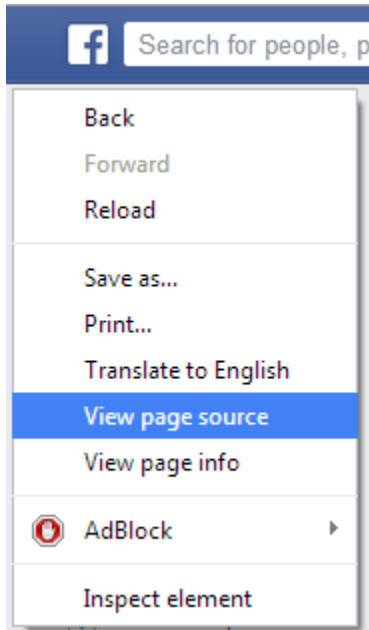 f
Search for people, p
Back
Forward
Reload
Save as...
Print...
Translate to English
View page source
View page info
AdBlock
Inspect element